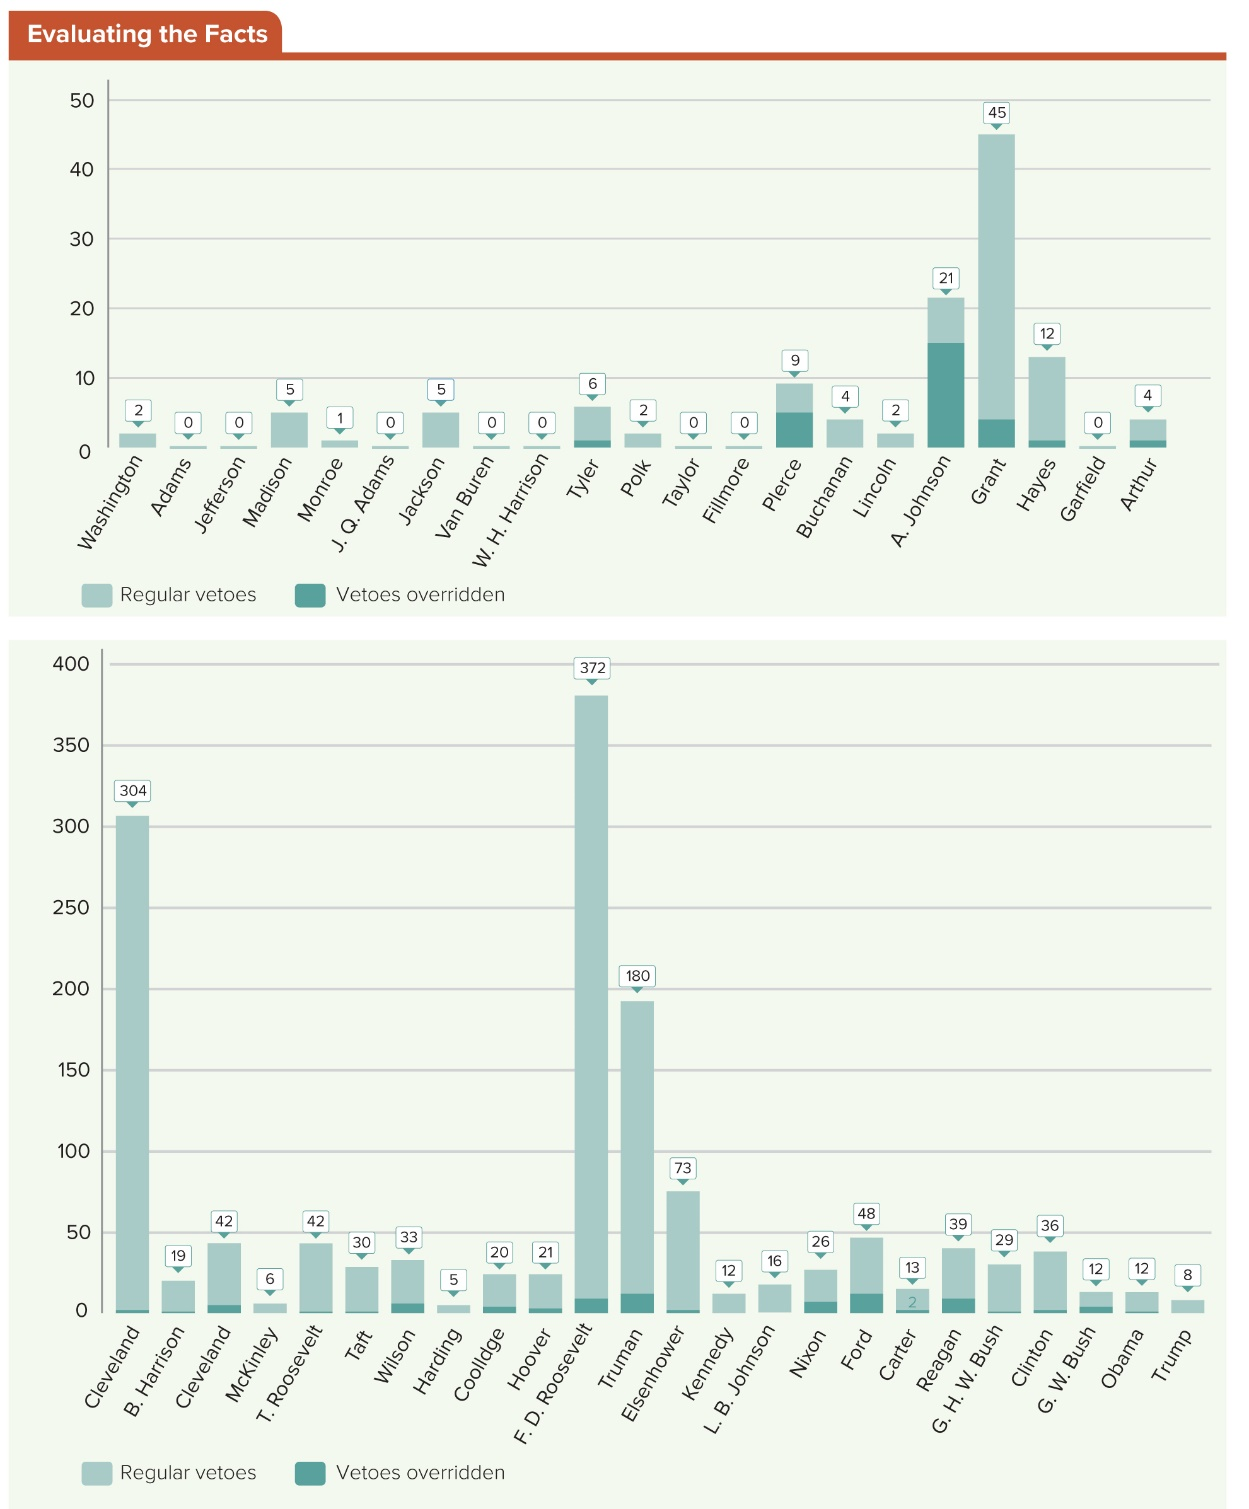 Evaluating the Facts
50
40
30
20
10
0
45
21
12
9
6
5
5
4
4
2
0
0
1
0
0
0
2
0
0
2
0
Washington
Adams
Jefferson
Madison
Monroe
J. Q. Adams
Jackson
Van Buren
W. H. Harrison
Tyler
Polk
Taylor
Fillmore
Pierce
Buchanan
Lincoln
A. Johnson
Grant
Hayes
Garfield
Arthur
Regular vetoes
Vetoes overridden
400
350
300
250
200
150
100
50
0
304
19
42
6
42
30
33
5
20
21
372
180
73
12
16
26
48
13
2
39
29
36
12
12
8
Cleveland
B. Harrison
Cleveland
McKinley
T. Roosevelt
Taft
Wilson
Harding
Coolidge
Hoover
F. D. Roosevelt
Truman
Eisenhower
Kennedy
L. B. Johnson
Nixon
Ford
Carter
Reagan
G. H. W. Bush
Clinton
G. W. Bush
Obama
Trump
Regular vetoes
Vetoes overridden